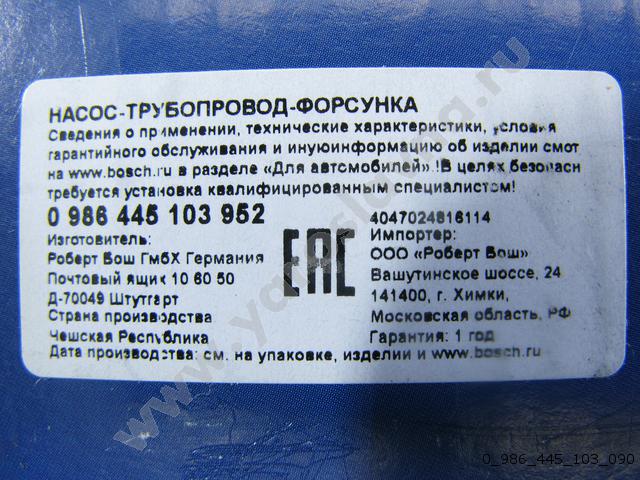 НАСОС-ТРУБОПРОВОД-ФОРСУНКА
Сведения о применении, технические характеристики, условия
гарантийного обслуживания и инуюинформацию об изделии смот
на www.bosch.ru в разделе «Для автомобилей».!В целях безопасн
требуется установка квалифицированным специалистом!
0 986 445 103 952
4047024816114
Изготовитель:
Роберт Бош ГмбХ Германия
Почтовый ящик 10 60 50
Д-70049 Штутгарт
Страна производства
Чешская Республика
ЕАС
Импортер:
ООО «Роберт Бош»
Вашутинское шоссе, 24
141400, г. Химки,
Московская область, РФ
Гарантия: 1 год
Дата производства: см. на упаковке, изделии и www.bosch.ru
0_986_445_103_090